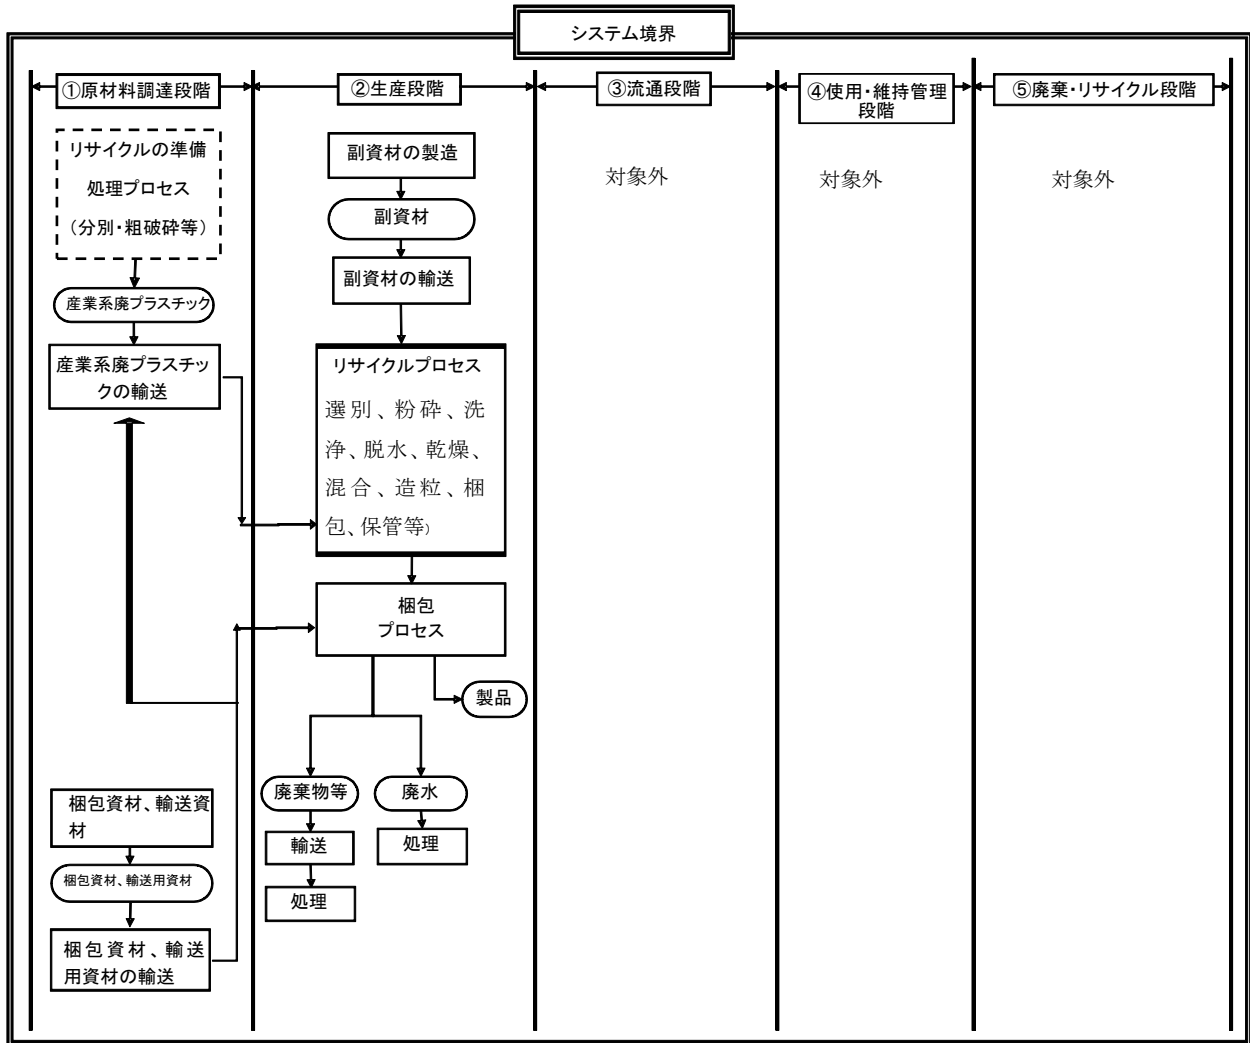 システム境界
①原材料調達段階
②生産段階
③流通段階
④使用・維持管理
段階
⑤廃棄・リサイクル段階
リサイクルの準備
処理プロセス
（分別・粗破砕等）
産業系廃プラスチック
産業系廃プラスチッ
クの輸送
梱包資材、輸送資
材
梱包資材、輸送用資材
梱包資材、輸送
用資材の輸送
副資材の製造
副資材
副資材の輸送
リサイクルプロセス
選別、粉砕、洗
浄、脱水、乾燥、
混合、造粒、梱
包、保管等）
梱包
プロセス
製品
廃棄物等
廃水
輸送
処理
処理
対象外
対象外
対象外